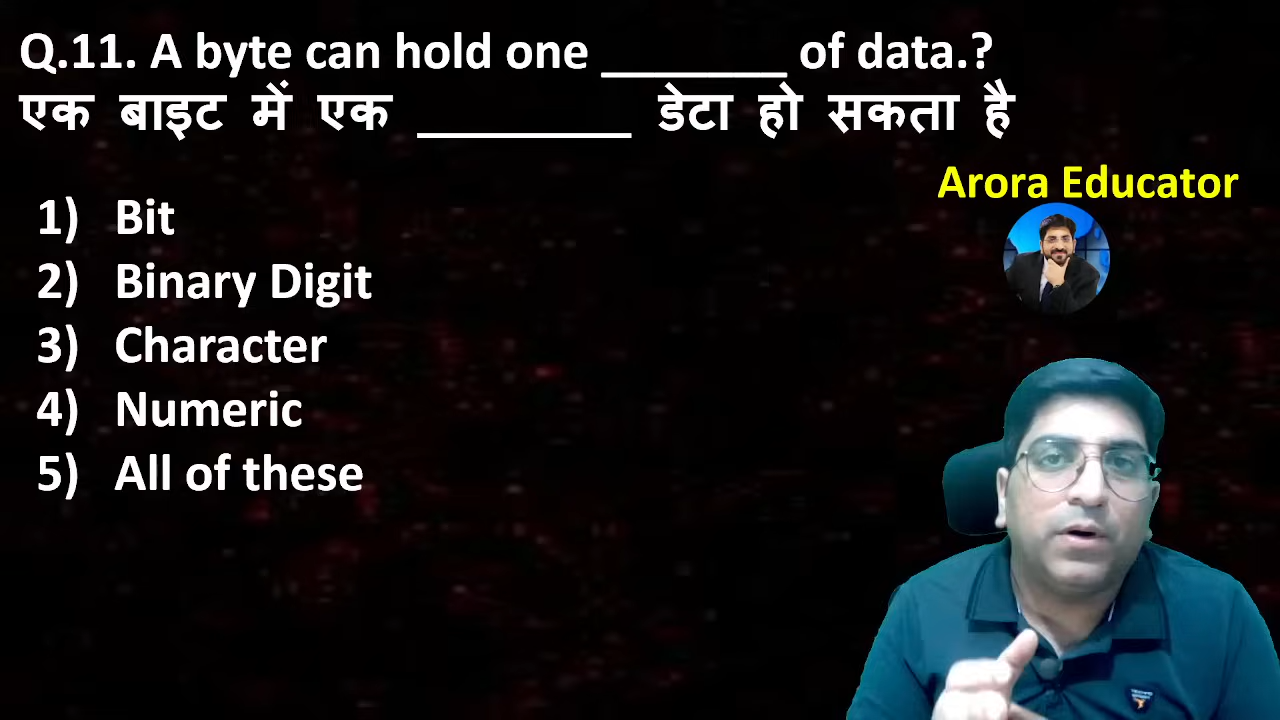 Q.11. A byte can hold one ________ of data.?
एक बाइट में एक _________ डेटा हो सकता है
Arora Educator
1) Bit
2) Binary Digit
3) Character
4) Numeric
5) All of these